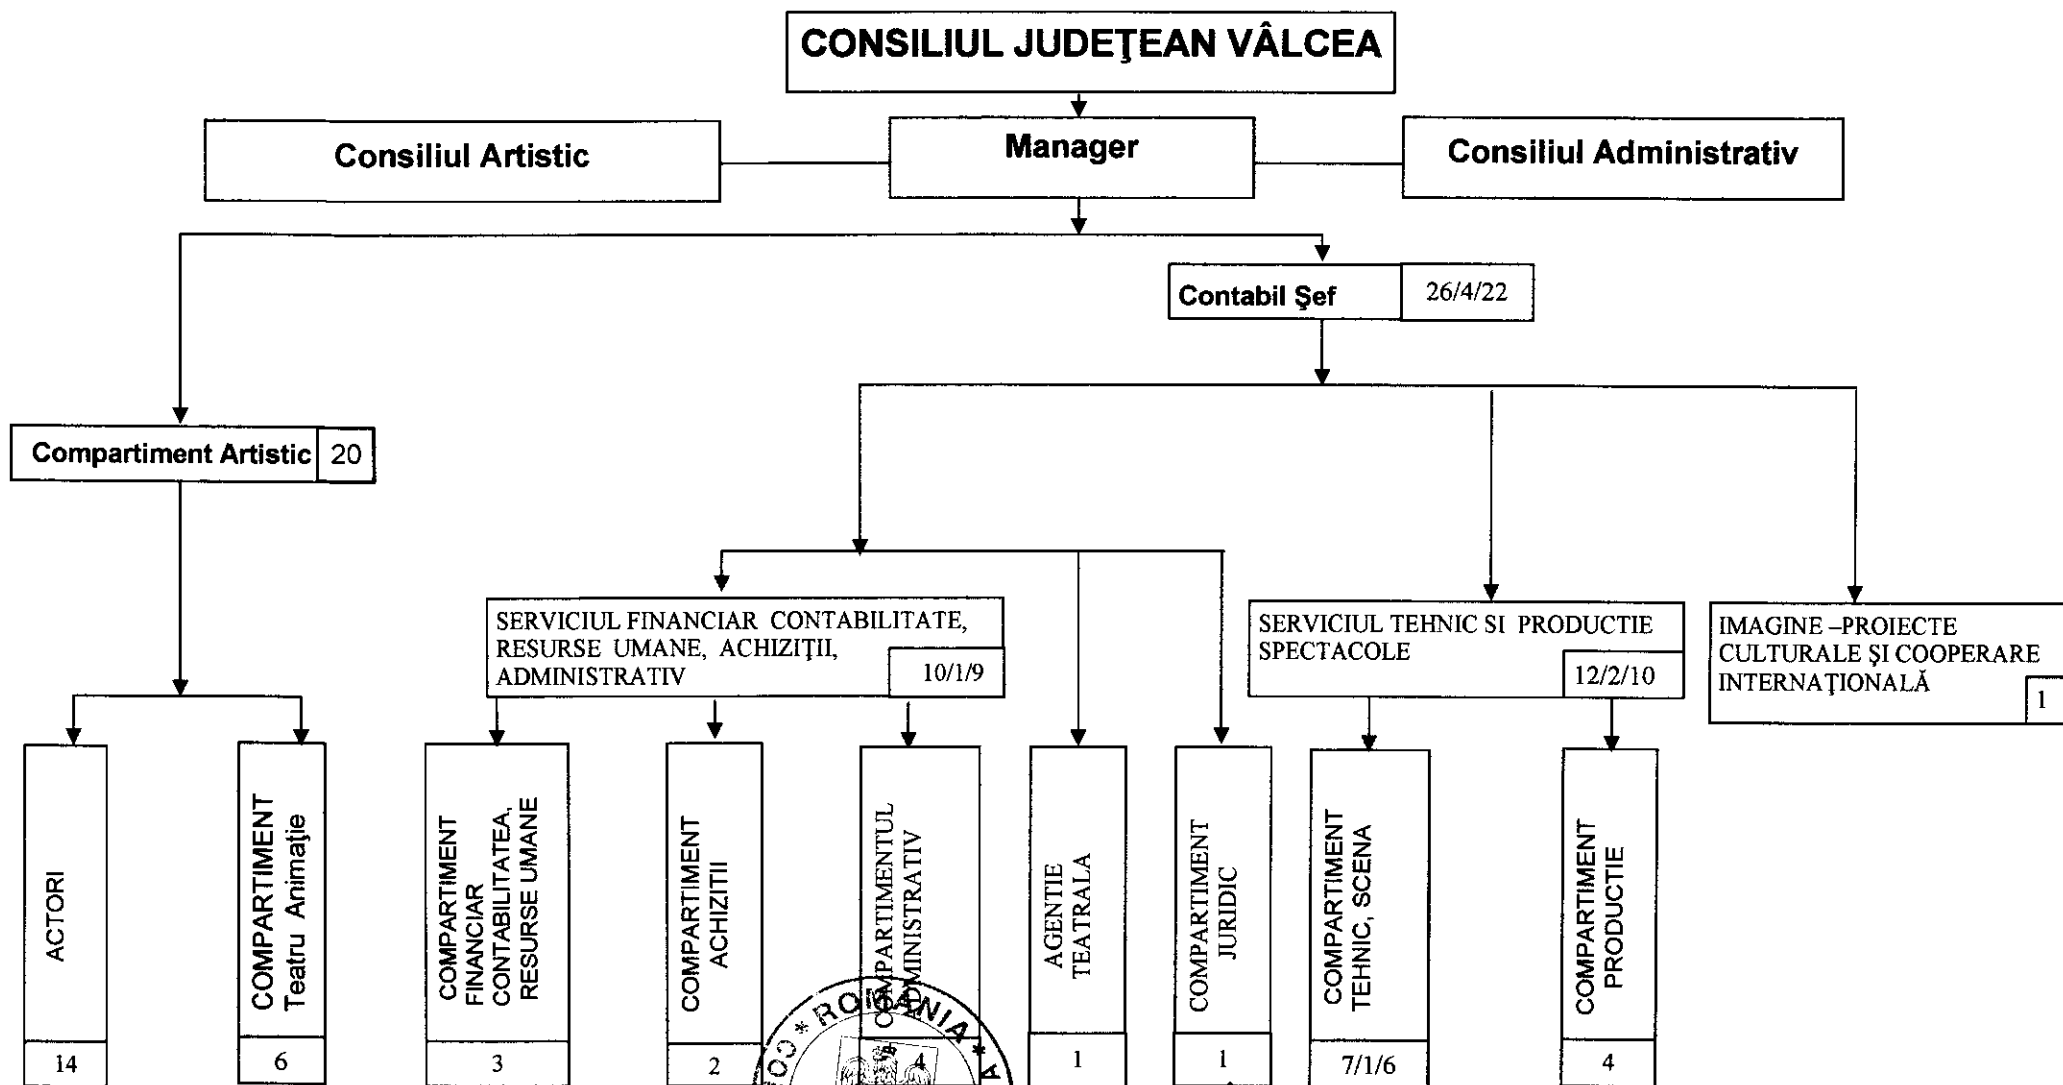 CONSILIUL JUDEŢEAN VÂLCEA
Consiliul Artistic
Manager
Consiliul Administrativ
Contabil Şef
26/4/22
Compartiment Artistic
20
SERVICIUL FINANCIAR CONTABILITATE,
RESURSE UMANE, ACHIZIŢII,
ADMINISTRATIV
10/1/9
SERVICIUL TEHNIC SI PRODUCTIE
SPECTACOLE
12/2/10
IMAGINE –PROIECTE
CULTURALE ŞI COOPERARE
INTERNAŢIONALĂ
1
ACTORI
14
COMPARTIMENT
Teatru Animaţie
6
COMPARTIMENT
FINANCIAR
CONTABILITATEA,
RESURSE UMANE
3
COMPARTIMENT
ACHIZITII
2
COMPARTIMENTUL
ADMINISTRATIV
4
AGENTIE
TEATRALA
1
COMPARTIMENT
JURIDIC
1
COMPARTIMENT
TEHNIC, SCENA
7/1/6
COMPARTIMENT
PRODUCTIE
4
* ROMÂNIA *